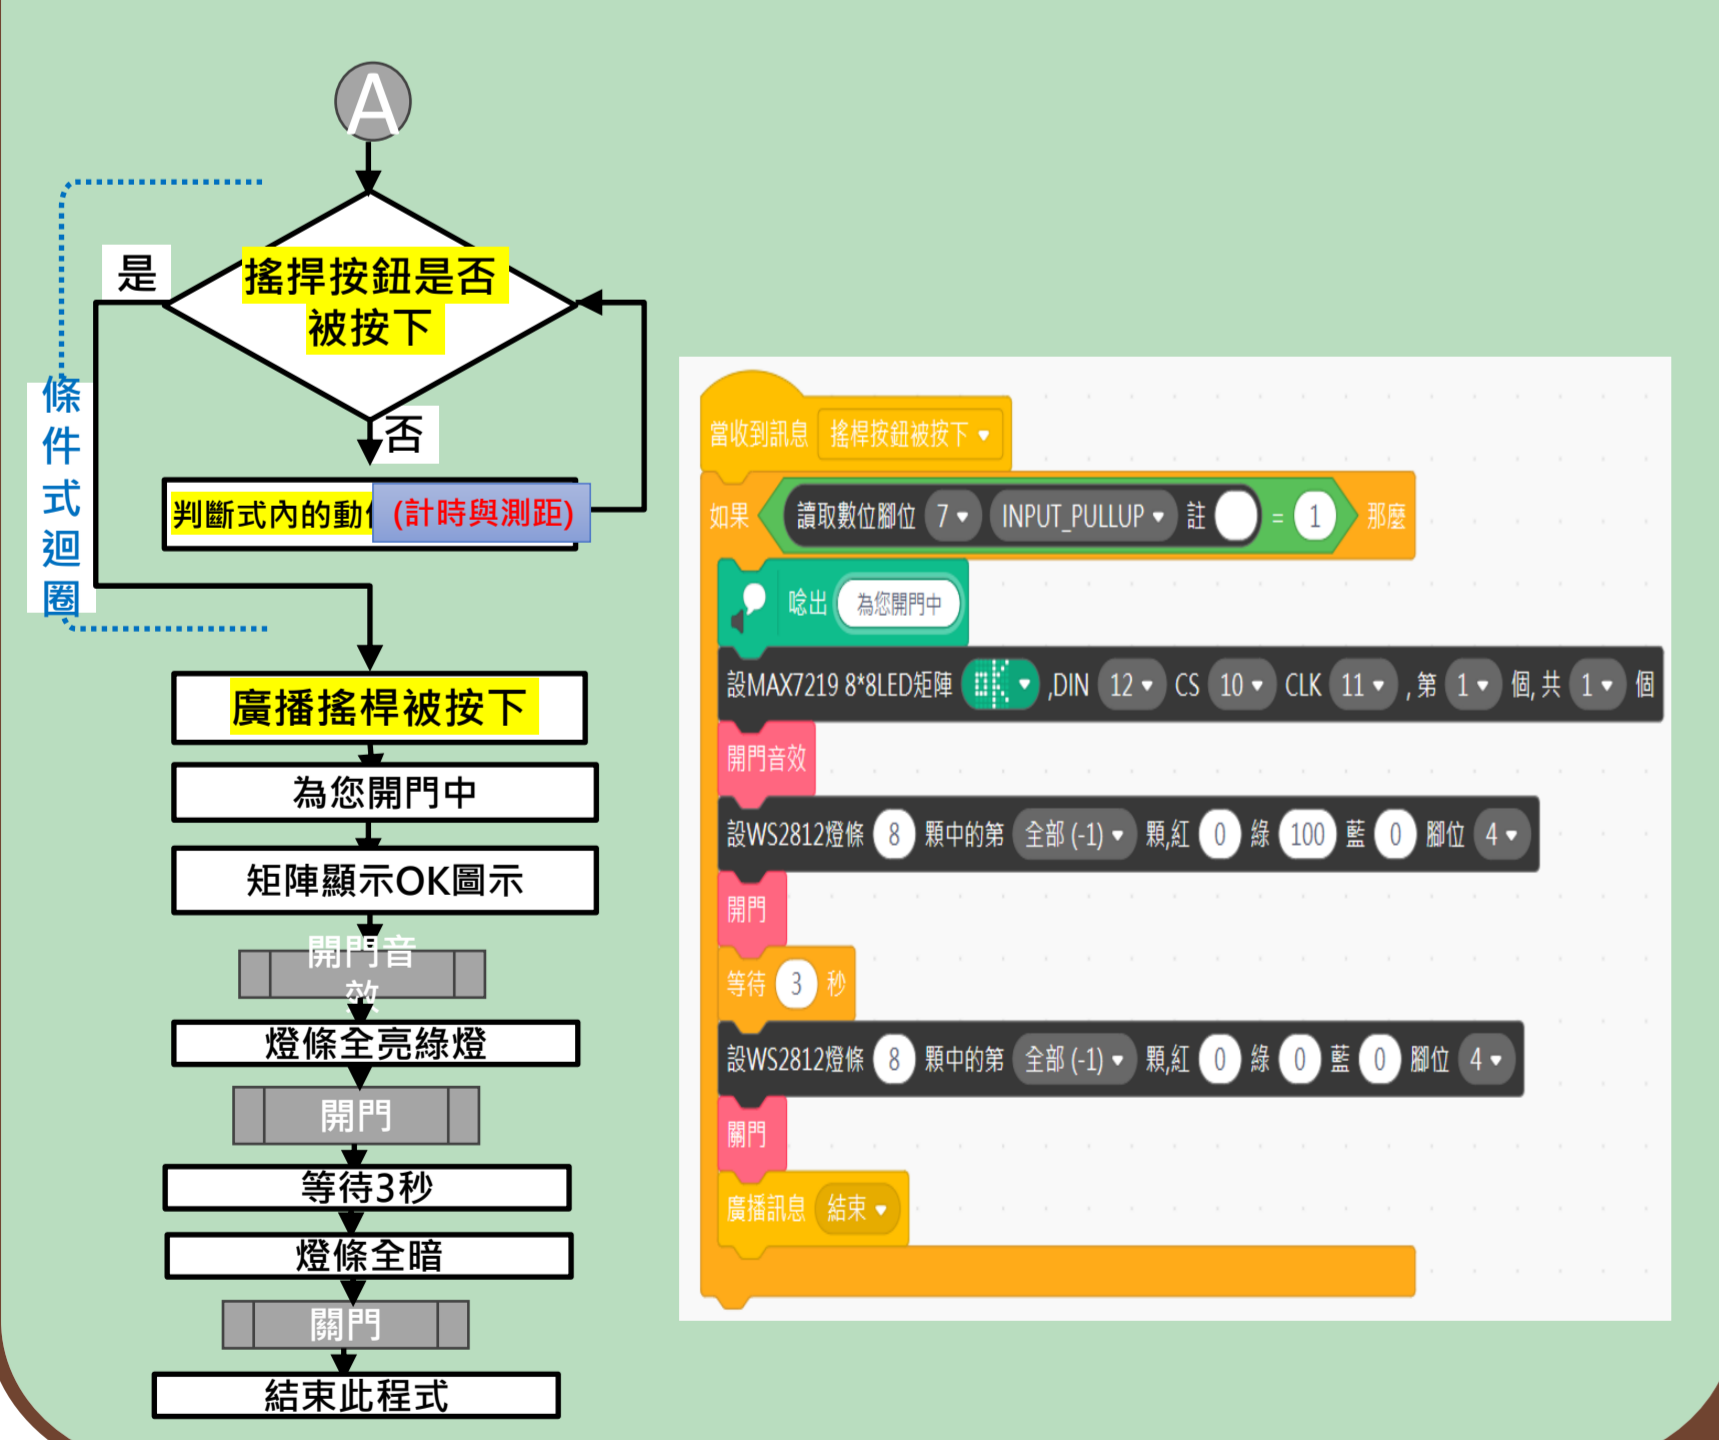 A
搖捍按鈕是否
被按下
是
否
條件式迴圈
判斷式內的動
(計時與測距)
廣播搖桿被按下
為您開門中
矩陣顯示OK圖示
開門音
效
燈條全亮綠燈
開門
等待3秒
燈條全暗
關門
結束此程式
當收到訊息 搖桿按鈕被按下
如果 讀取數位腳位 7 INPUT_PULLUP 註 = 1 那麼
唸出 為您開門中
設MAX7219 8*8LED矩陣 OK ,DIN 12 CS 10 CLK 11 , 第 1 個, 共 1 個
開門音效
設WS2812燈條 8 顆中的第 全部 (-1) 顆,紅 0 綠 100 藍 0 腳位 4
開門
等待 3 秒
設WS2812燈條 8 顆中的第 全部 (-1) 顆,紅 0 綠 0 藍 0 腳位 4
關門
廣播訊息 結束